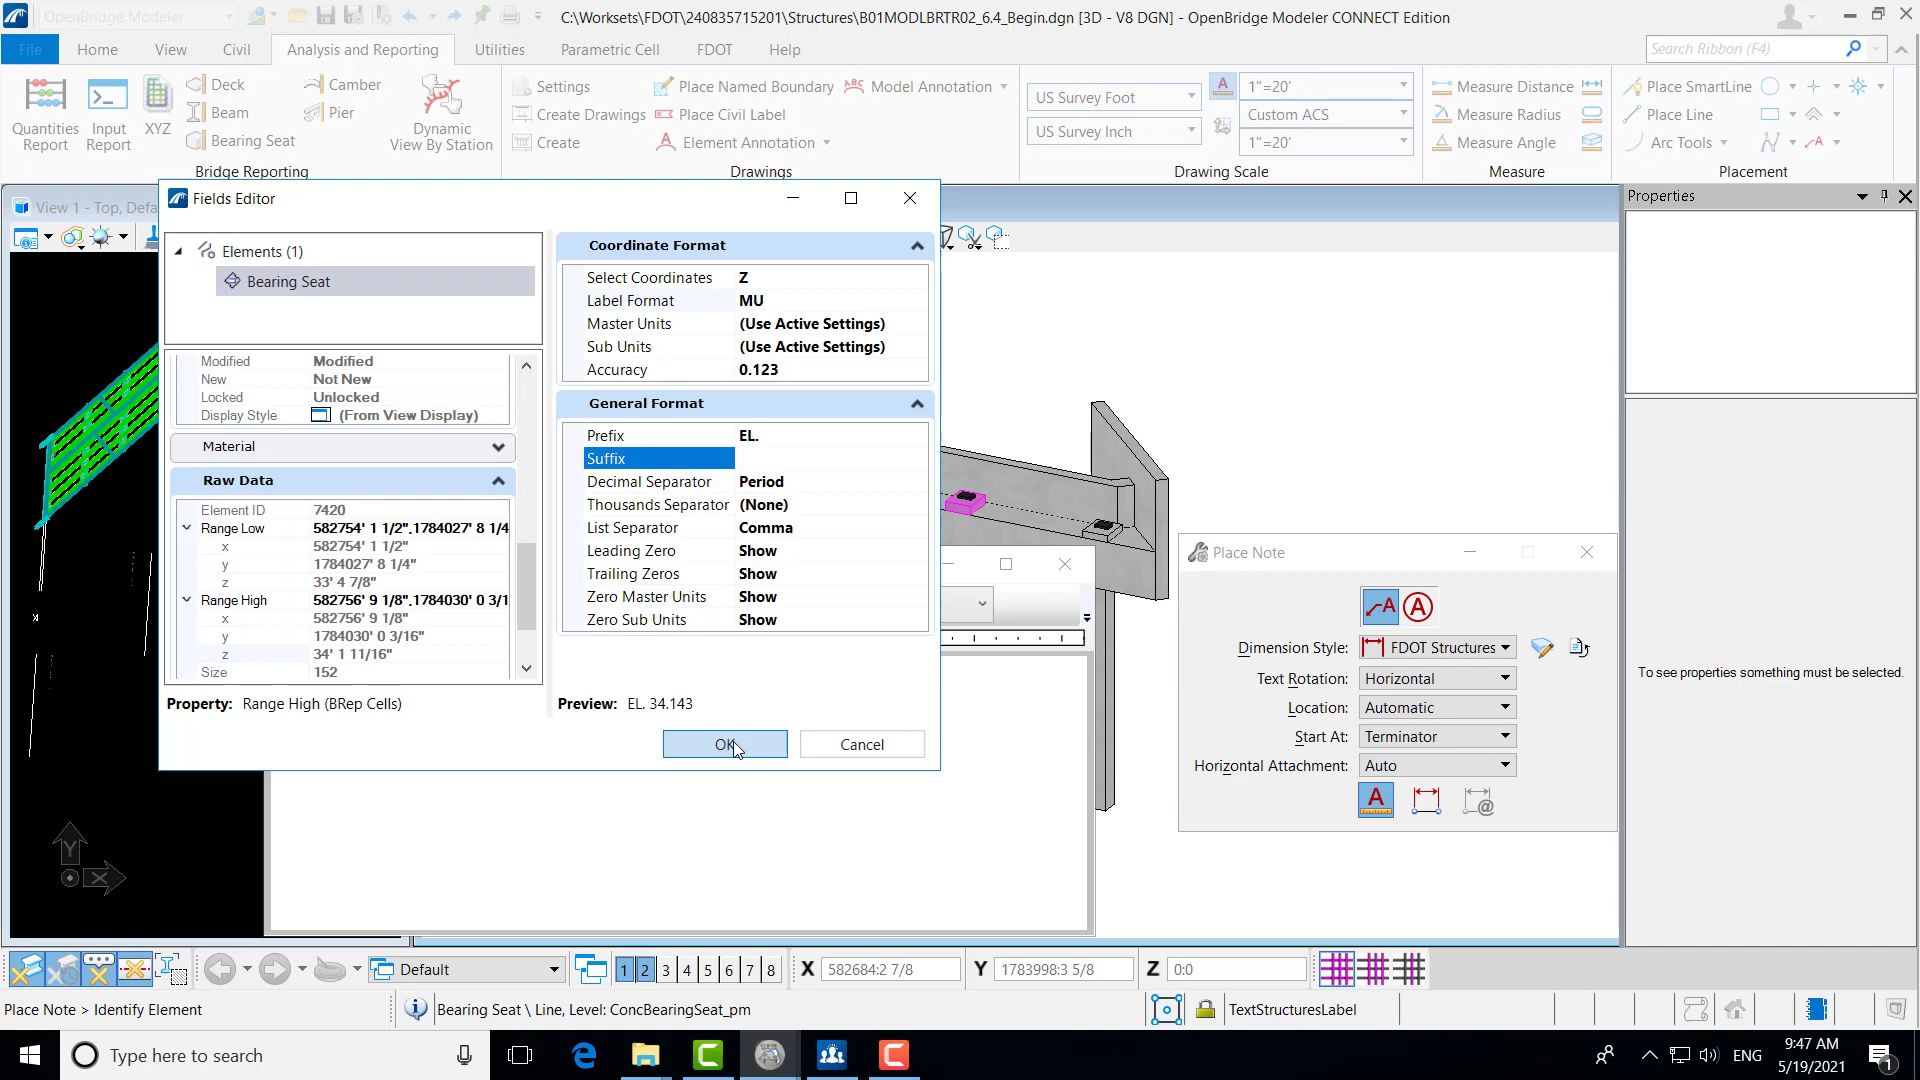 OpenBridge Modeler
C:\Worksets\FDOT\240835715201\Structures\B01MODLBRTR02_6.4_Begin.dgn [3D - V8 DGN] - OpenBridge Modeler CONNECT Edition
File
Home
View
Civil
Analysis and Reporting
Utilities
Parametric Cell
FDOT
Help
Search Ribbon (F4)
Quantities Report
Input Report
XYZ
Deck
Beam
Bearing Seat
Camber
Pier
Dynamic View By Station
Bridge Reporting
Settings
Create Drawings
Create
Place Named Boundary
Place Civil Label
Element Annotation
Model Annotation
Drawings
US Survey Foot
US Survey Inch
1"=20'
Custom ACS
1"=20'
Drawing Scale
Measure Distance
Measure Radius
Measure Angle
Measure
Place SmartLine
Place Line
Arc Tools
Placement
View 1 - Top, Defa
Fields Editor
Elements (1)
Bearing Seat
Modified Modified
New Not New
Locked Unlocked
Display Style (From View Display)
Material
Raw Data
Element ID 7420
Range Low 582754' 1 1/2",1784027' 8 1/4
x 582754' 1 1/2"
y 1784027' 8 1/4"
z 33' 4 7/8"
Range High 582756' 9 1/8",1784030' 0 3/1
x 582756' 9 1/8"
y 1784030' 0 3/16"
z 34' 1 11/16"
Size 152
Property: Range High (BRep Cells)
Coordinate Format
Select Coordinates Z
Label Format MU
Master Units (Use Active Settings)
Sub Units (Use Active Settings)
Accuracy 0.123
General Format
Prefix EL.
Suffix
Decimal Separator Period
Thousands Separator (None)
List Separator Comma
Leading Zero Show
Trailing Zeros Show
Zero Master Units Show
Zero Sub Units Show
Preview: EL. 34.143
OK
Cancel
Properties
To see properties something must be selected.
Place Note
Dimension Style: FDOT Structures
Text Rotation: Horizontal
Location: Automatic
Start At: Terminator
Horizontal Attachment: Auto
Y
X
Default
1 2 3 4 5 6 7 8
X 582684:2 7/8
Y 1783998:3 5/8
Z 0:0
Place Note > Identify Element
Bearing Seat \ Line, Level: ConcBearingSeat_pm
TextStructuresLabel
Type here to search
ENG
9:47 AM
5/19/2021
1